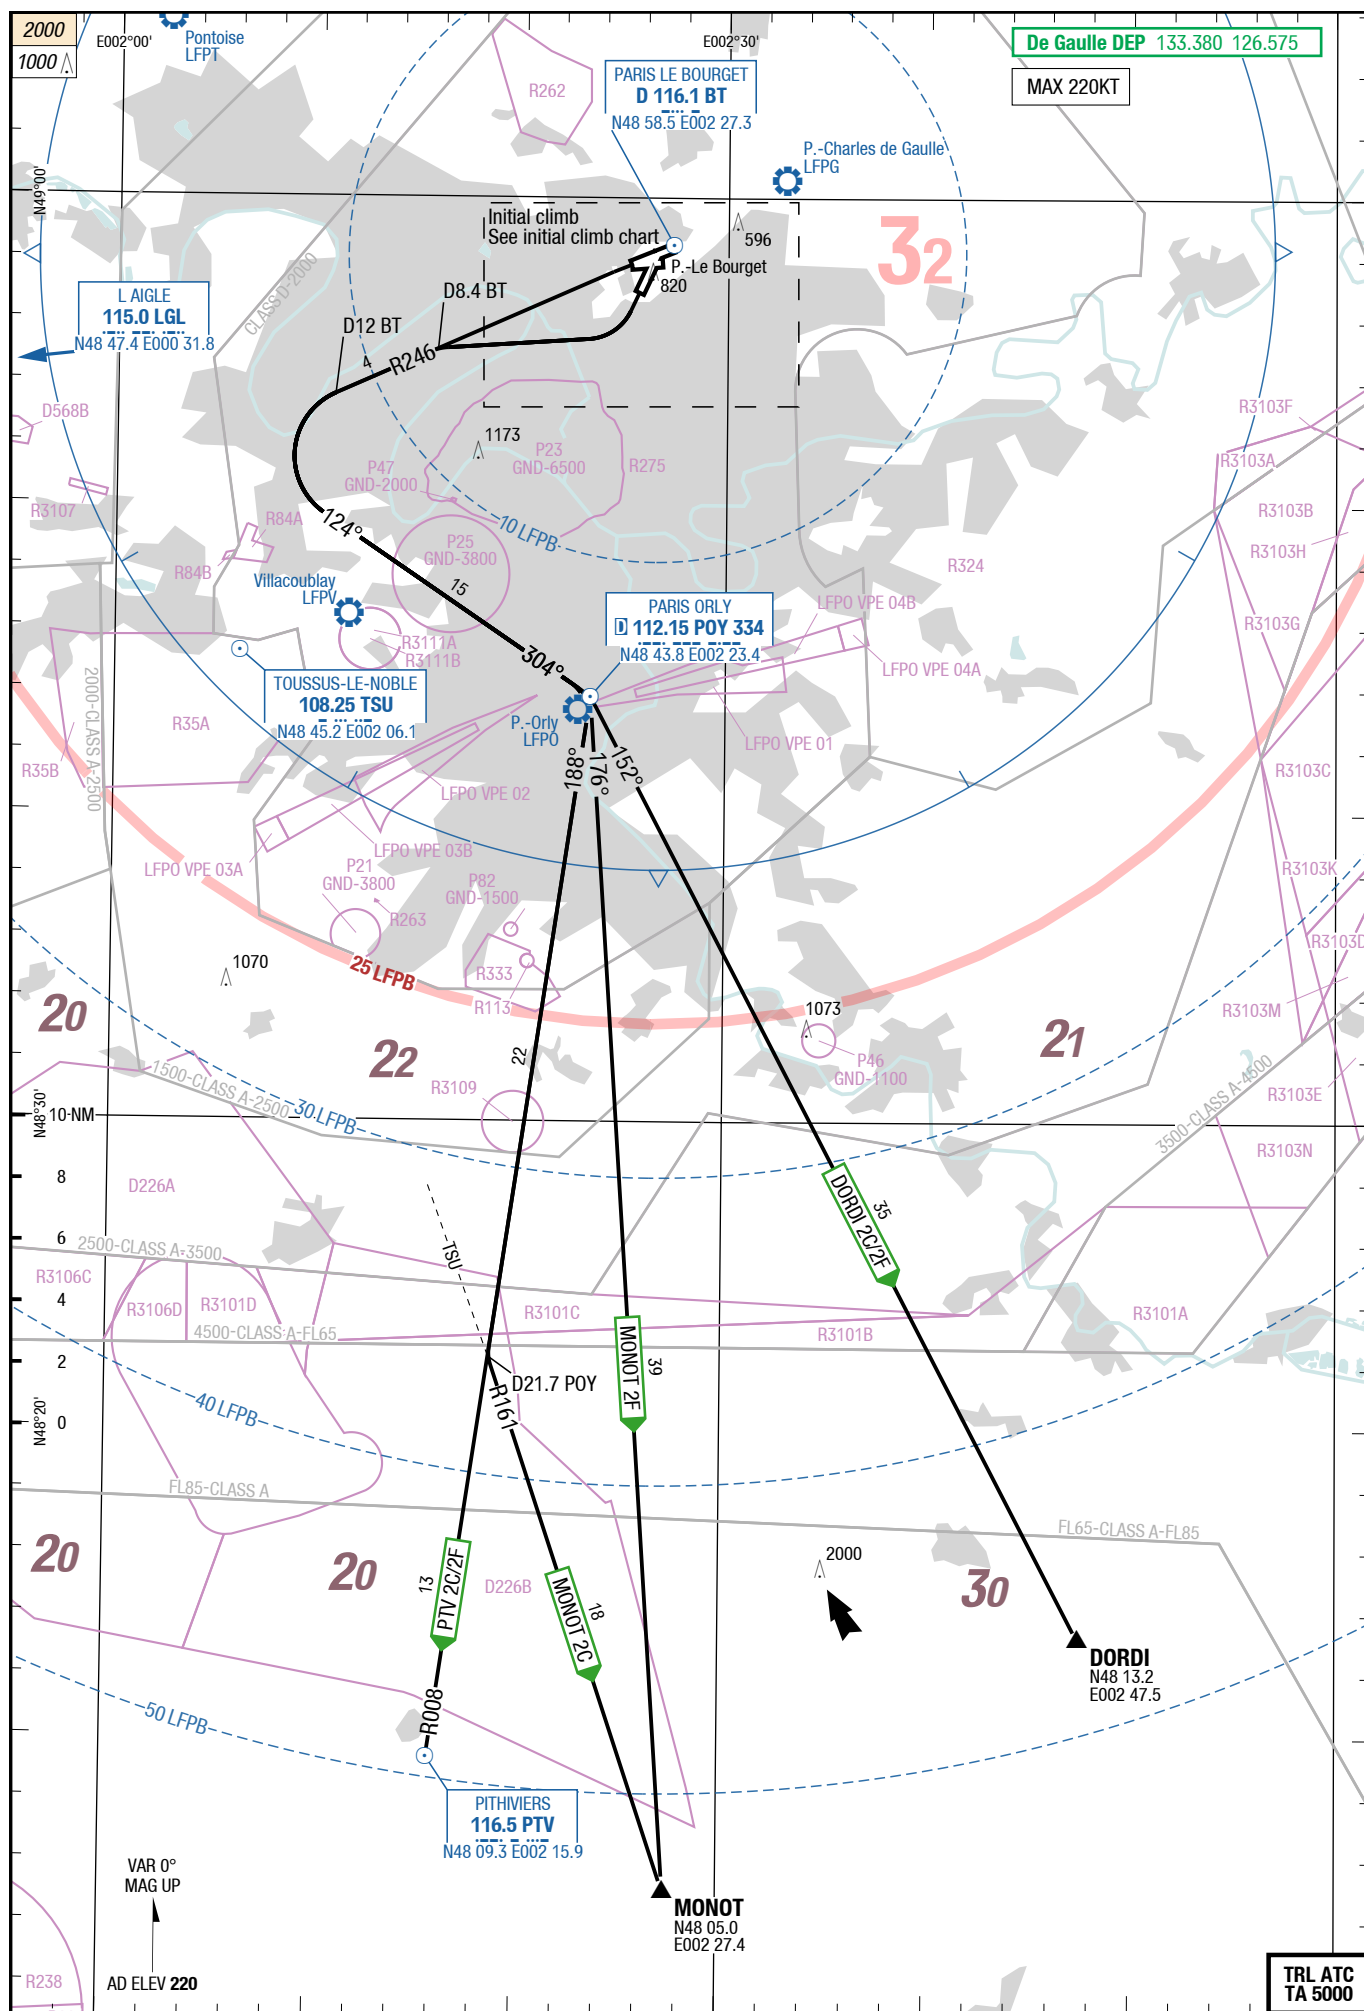 2000
1000
E002°00'
Pontoise
LFPT
E002°30'
De Gaulle DEP 133.380 126.575
MAX 220KT
R262
PARIS LE BOURGET
D 116.1 BT
N48 58.5 E002 27.3
P.-Charles de Gaulle
LFPG
N49°00'
Initial climb
See initial climb chart
596
32
P.-Le Bourget
820
CLASS D-2000
L AIGLE
115.0 LGL
N48 47.4 E000 31.8
D8.4 BT
D12 BT
4
R246
D568B
R3103F
1173
P23
GND-6500
R275
P47
GND-2000
R3103A
R3107
R84A
124°
10 LFPB
R3103B
P25
GND-3800
R3103H
R84B
15
R324
Villacoublay
LFPV
PARIS ORLY
D 112.15 POY 334
N48 43.8 E002 23.4
LFPO VPE 04B
R3111A
R3111B
R3103G
304°
LFPO VPE 04A
TOUSSUS-LE-NOBLE
108.25 TSU
N48 45.2 E002 06.1
2000-CLASS A-2500
R35A
P.-Orly
LFPO
LFPO VPE 01
R35B
188°
176°
152°
R3103C
LFPO VPE 02
LFPO VPE 03B
LFPO VPE 03A
P21
GND-3800
P82
GND-1500
R3103K
R263
R3103D
1070
25 LFPB
R333
R113
R3103M
1073
20
22
21
22
P46
GND-1100
R3109
1500-CLASS A-2500
30 LFPB
3500-CLASS A-4500
R3103E
N48°30'
10 NM
R3103N
8
D226A
DORDI 2C/2F
35
6
2500-CLASS A-3500
TSU
R3106C
4
R3106D
R3101D
R3101C
R3101A
4500-CLASS A-FL65
R3101B
2
MONOT 2F
39
D21.7 POY
R161
40 LFPB
N48°20'
0
FL85-CLASS A
FL65-CLASS A-FL85
20
20
13
PTV 2C/2F
D226B
MONOT 2C
18
2000
30
DORDI
N48 13.2
E002 47.5
50 LFPB
R008
PITHIVIERS
116.5 PTV
N48 09.3 E002 15.9
VAR 0°
MAG UP
MONOT
N48 05.0
E002 27.4
R238
AD ELEV 220
TRL ATC
TA 5000